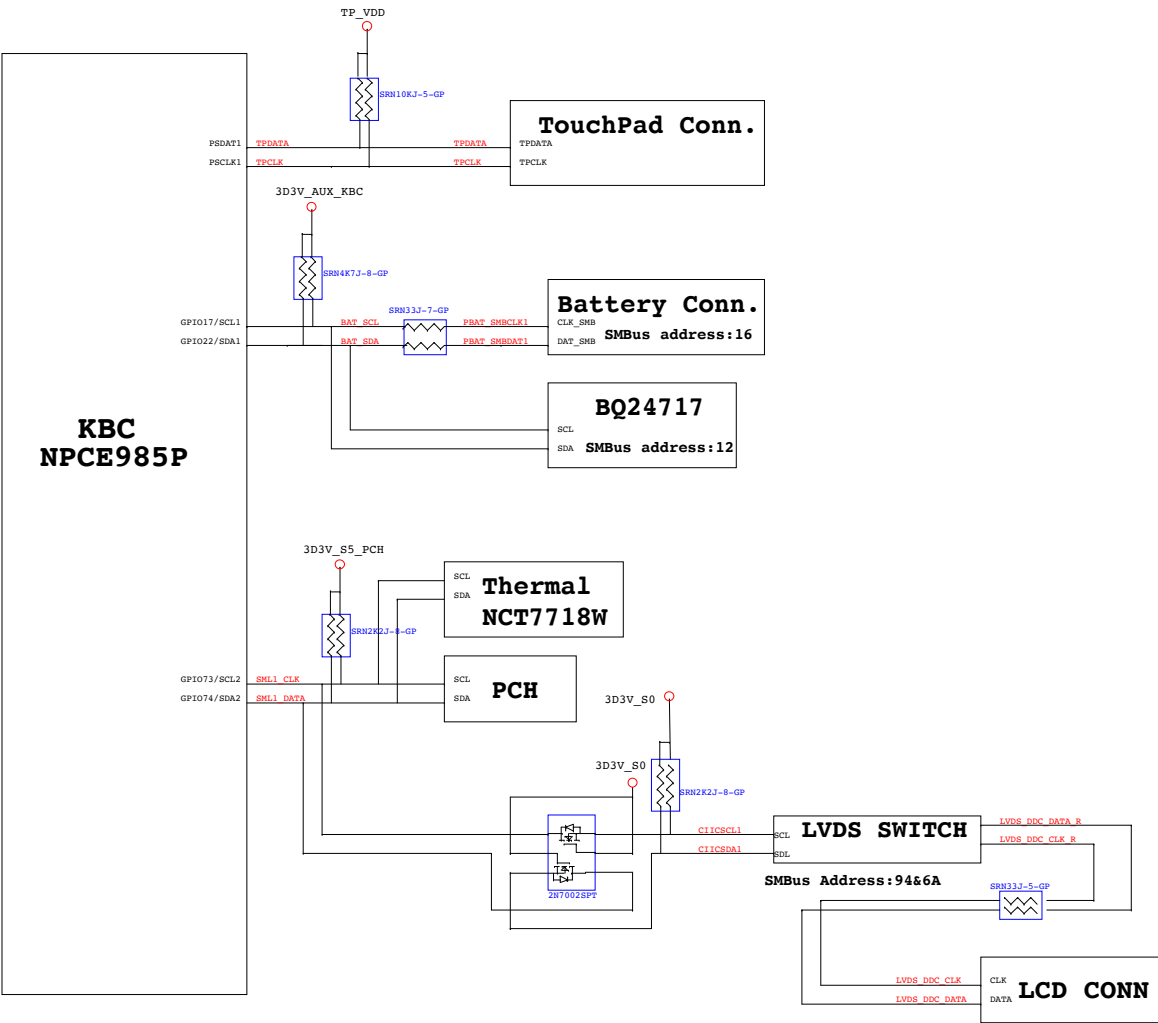 TP_VDD
SRN10KJ-5-GP
TouchPad Conn.
PSDAT1 TPDATA TPDATA TPDATA
PSCLK1 TPCLK TPCLK TPCLK
3D3V_AUX_KBC
SRN4K7J-8-GP
Battery Conn.
SRN33J-7-GP
GPIO17/SCL1 BAT_SCL PBAT_SMBCLK1 CLK_SMB
SMBus address:16
GPIO22/SDA1 BAT_SDA PBAT_SMBDAT1 DAT_SMB
BQ24717
SCL
SDA SMBus address:12
KBC
NPCE985P
3D3V_S5_PCH
SCL
SDA
Thermal
NCT7718W
SRN2K2J-8-GP
GPIO73/SCL2 SML1_CLK SCL
GPIO74/SDA2 SML1_DATA SDA
PCH
3D3V_S0
3D3V_S0
SRN2K2J-8-GP
CIICSCL1 SCL LVDS SWITCH LVDS_DDC_DATA_R
CIICSDA1 SDL LVDS_DDC_CLK_R
2N7002SPT
SMBus Address:94&6A
SRN33J-5-GP
LVDS_DDC_CLK CLK
LVDS_DDC_DATA DATA
LCD CONN